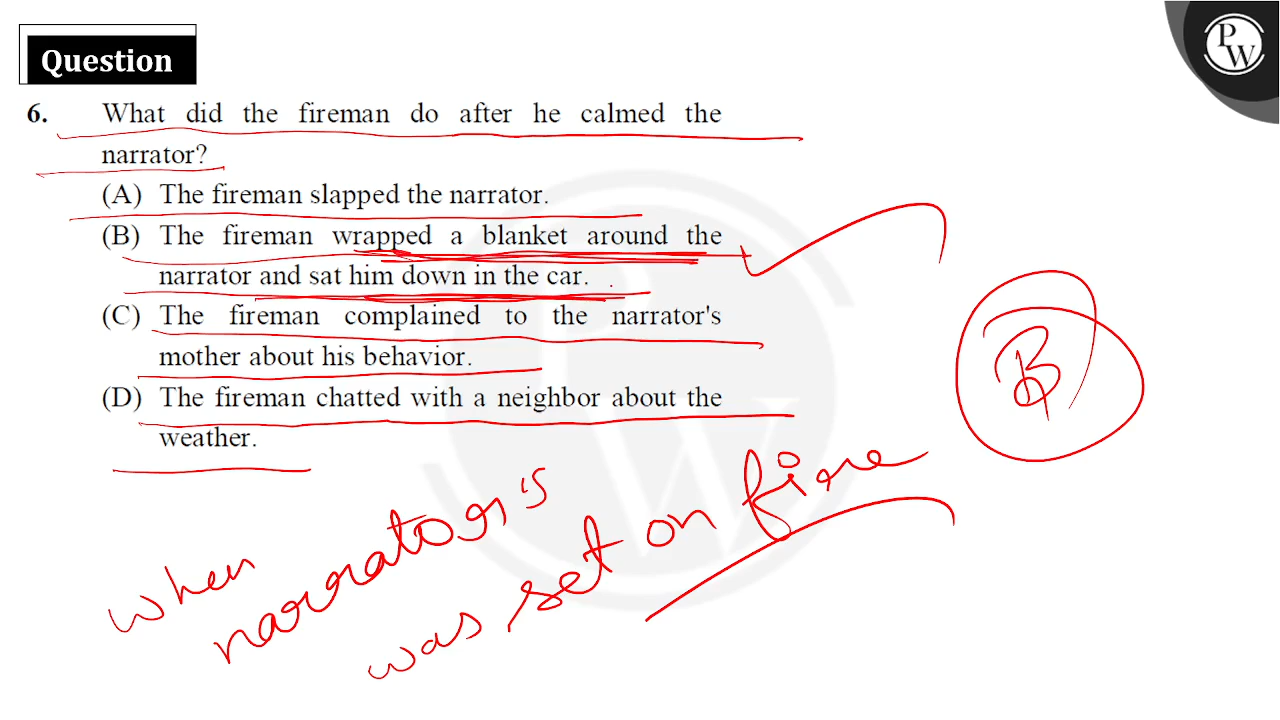 Question
PW
6. What did the fireman do after he calmed the
narrator?
(A) The fireman slapped the narrator.
(B) The fireman wrapped a blanket around the
narrator and sat him down in the car.
(C) The fireman complained to the narrator's
mother about his behavior.
(D) The fireman chatted with a neighbor about the
weather.
B
when
narrator's
was set on fire